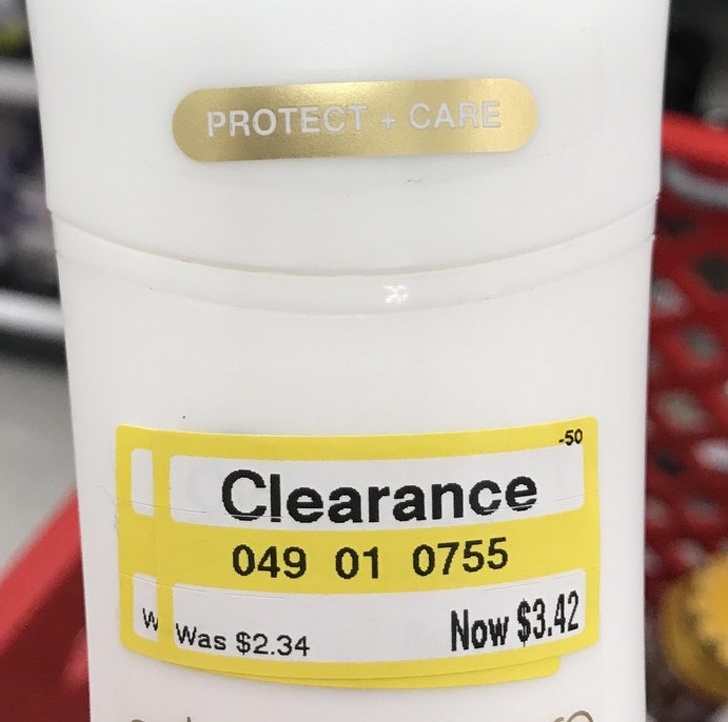 PROTECT + CARE
-50
Clearance
049 01 0755
W
Was $2.34
Now $3.42